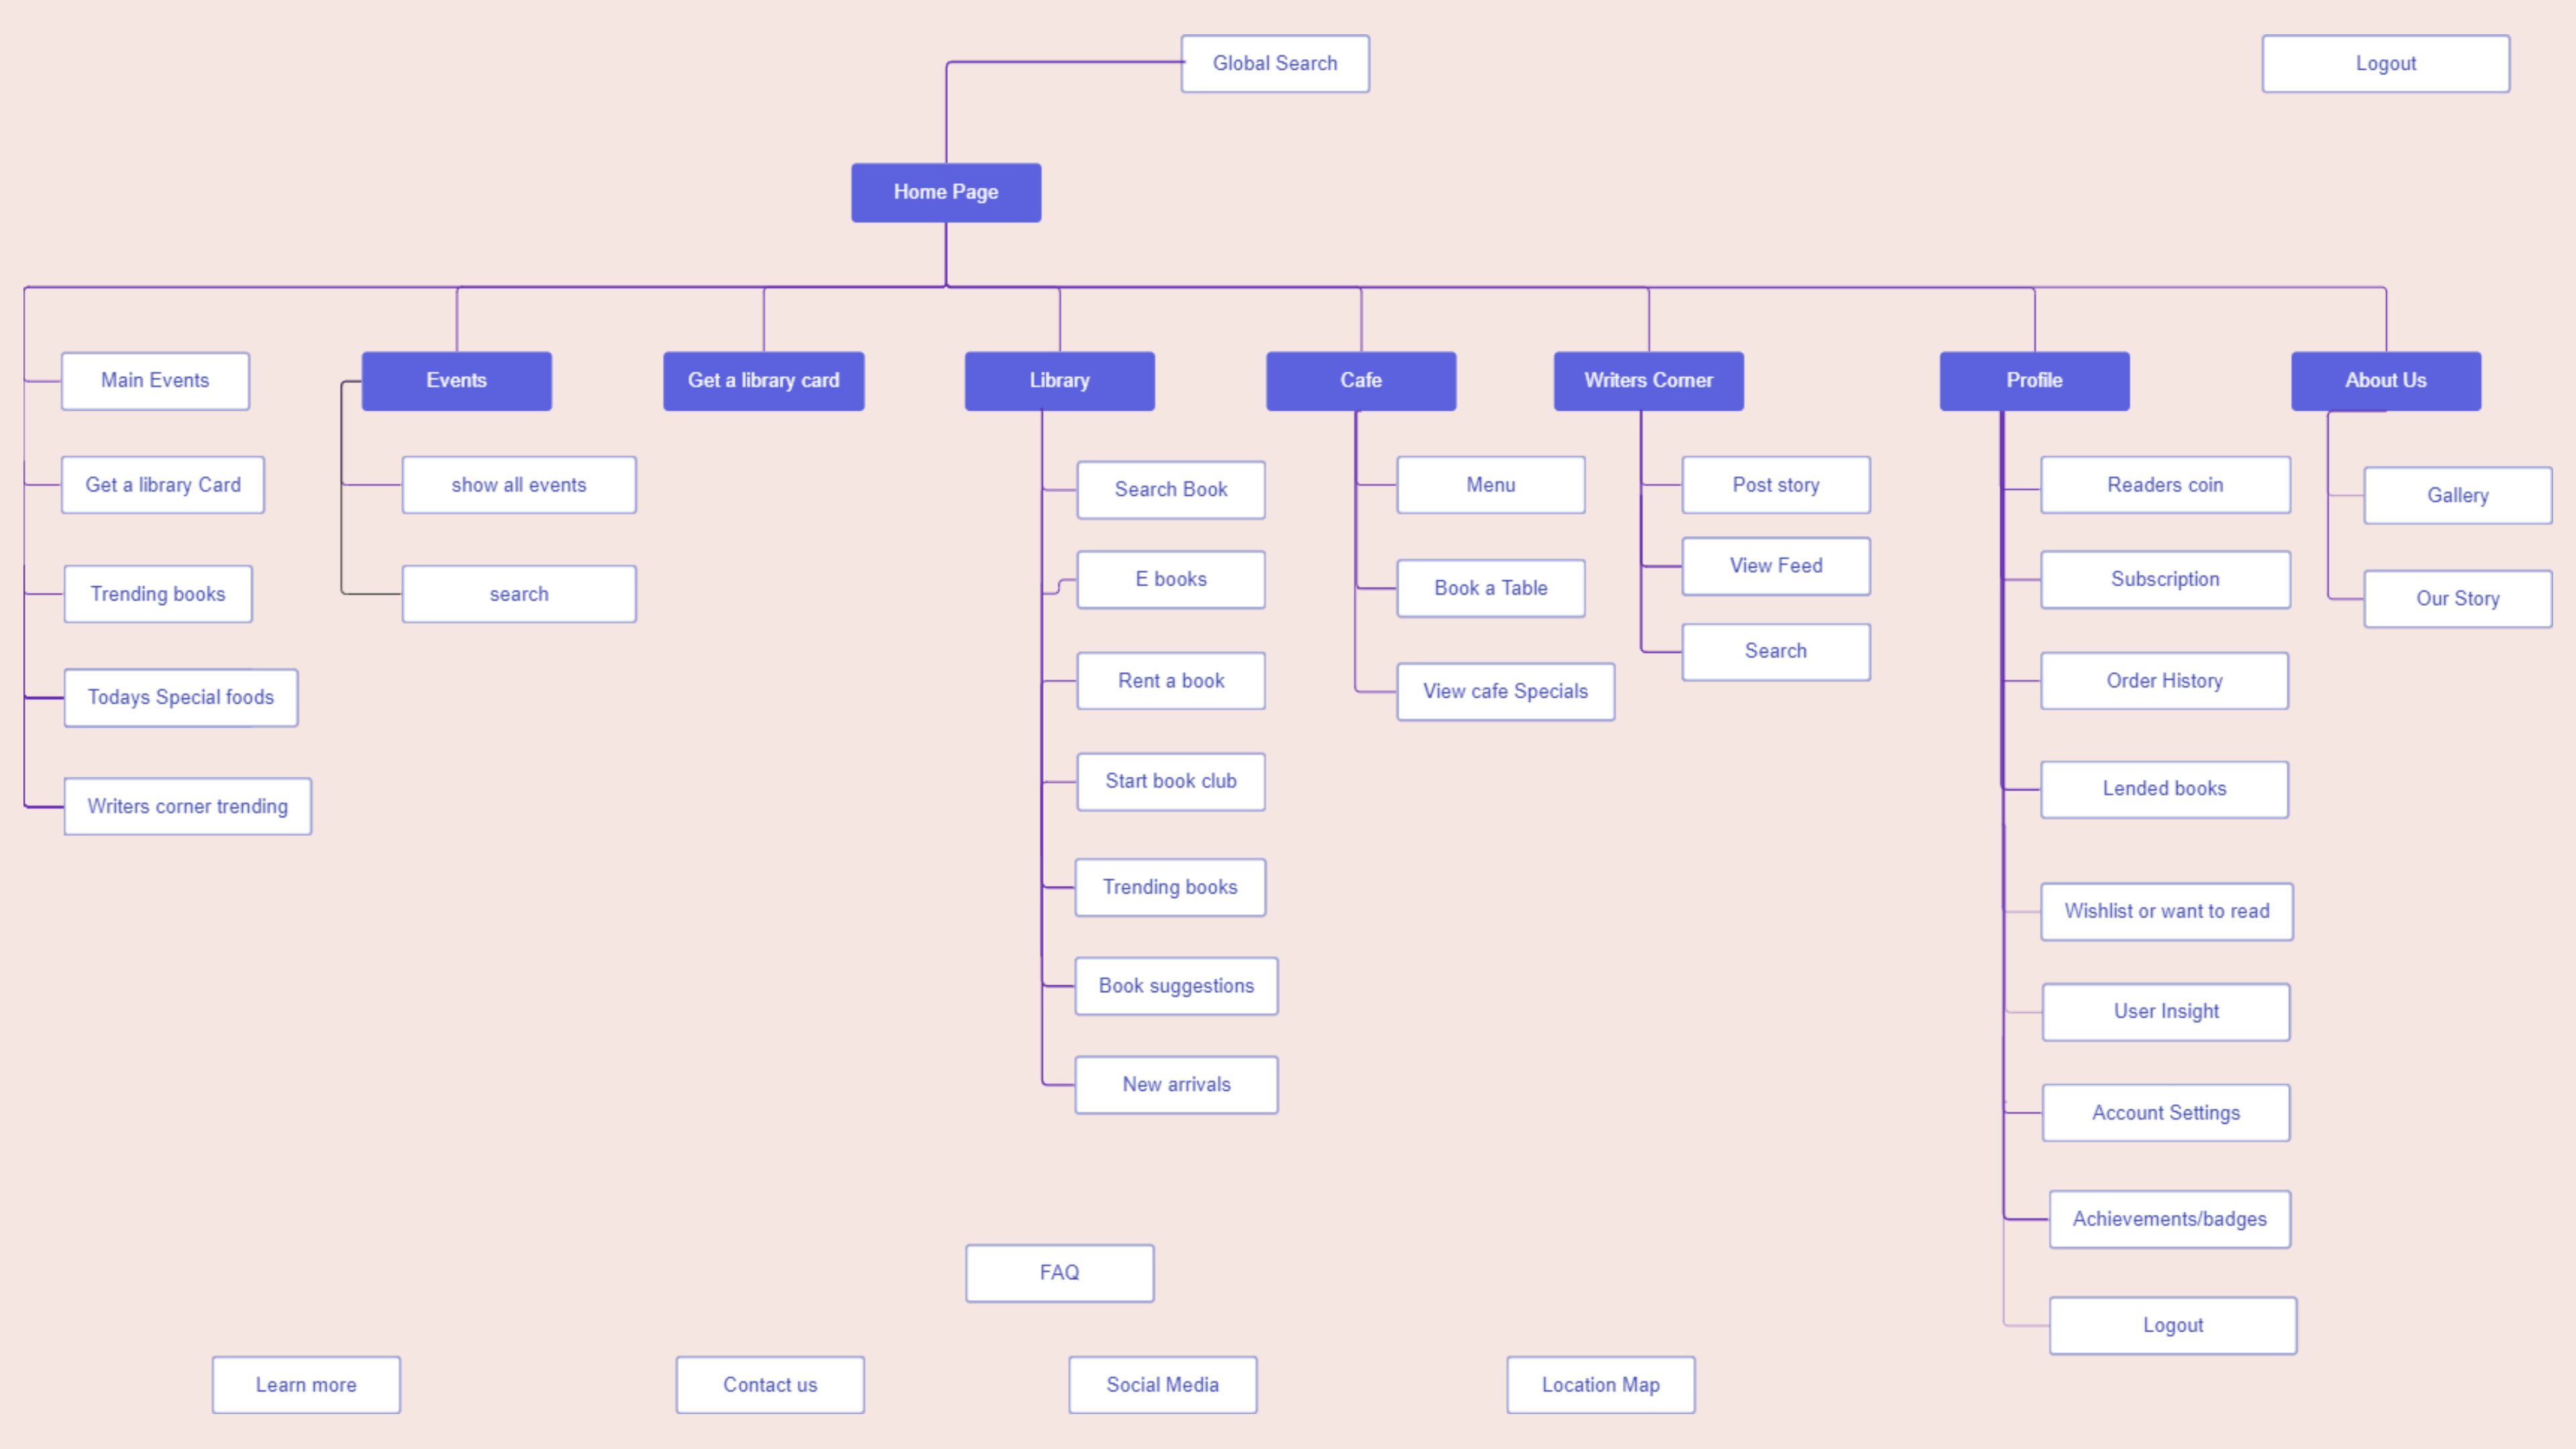 Global Search
Logout
Home Page
Main Events
Events
Get a library card
Library
Cafe
Writers Corner
Profile
About Us
Get a library Card
Trending books
Todays Special foods
Writers corner trending
show all events
search
Search Book
E books
Rent a book
Start book club
Trending books
Book suggestions
New arrivals
Menu
Book a Table
View cafe Specials
Post story
View Feed
Search
Readers coin
Subscription
Order History
Lended books
Wishlist or want to read
User Insight
Account Settings
Achievements/badges
Logout
Gallery
Our Story
FAQ
Learn more
Contact us
Social Media
Location Map